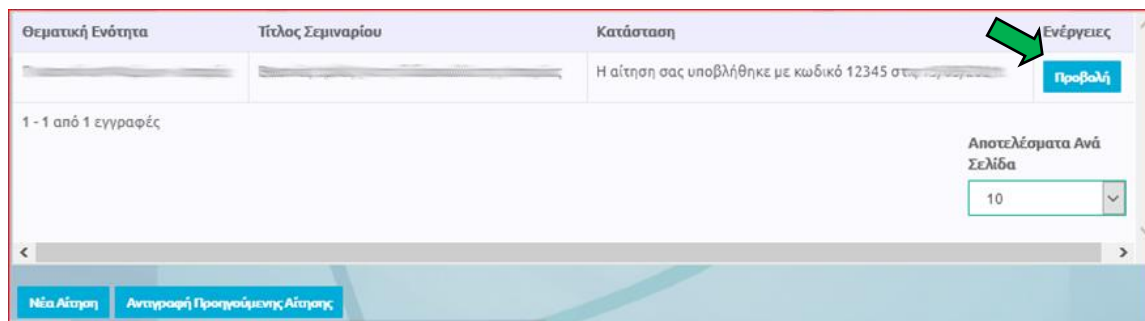 Θεματική Ενότητα Τίτλος Σεμιναρίου Κατάσταση Ενέργειες
Η αίτηση σας υποβλήθηκε με κωδικό 12345 στις Προβολή
1 - 1 από 1 εγγραφές
Αποτελέσματα Ανά
Σελίδα
10
Νέα Αίτηση Αντιγραφή Προηγούμενης Αίτησης